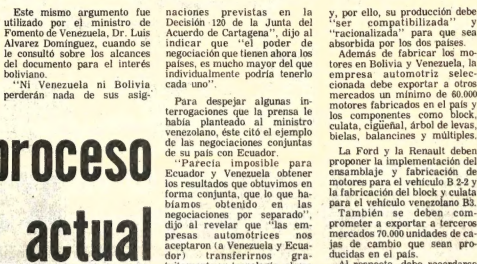 Este mismo argumento fue
utilizado por el ministro de
Fomento de Venezuela, Dr. Luis
Alvarez Domínguez, cuando se
le consultó sobre los alcances
del documento para el interés
boliviano.
"Ni Venezuela ni Bolivia
perderán nada de sus asig-
proceso
actual
naciones previstas en la
Decisión 120 de la Junta del
Acuerdo de Cartagena", dijo al
indicar que "el poder de
negociación que tienen ahora los
países, es mucho mayor del que
individualmente podría tenerlo
cada uno".
Para despejar algunas in-
terrogaciones que la prensa le
había planteado al ministro
venezolano, éste citó el ejemplo
de las negociaciones conjuntas
de su país con Ecuador.
"Parecía imposible para
Ecuador y Venezuela obtener
los resultados que obtuvimos en
forma conjunta, que lo que ha-
bíamos obtenido en las
negociaciones por separado",
dijo al revelar que "las em-
presas automotrices nos
aceptaron (a Venezuela y Ecua-
dor) transferirnos gra-
y, por ello, su producción debe
"ser compatibilizada" y
"racionalizada" para que sea
absorbida por los dos países.
Además de fabricar los mo-
tores en Bolivia y Venezuela, la
empresa automotriz selec-
cionada debe exportar a otros
mercados un mínimo de 60.000
motores fabricados en el país y
los componentes como block,
culata, cigüeñal, árbol de levas,
bielas, balancines y múltiples.
La Ford y la Renault deben
proponer la implementación del
ensamblaje y fabricación de
motores para el vehículo B 2-2 y
la fabricación del block y culata
para el vehículo venezolano B3.
También se deben com-
prometer a exportar a terceros
mercados 70.000 unidades de ca-
jas de cambio que sean pro-
ducidas en el país.
Al respecto debe recordarse